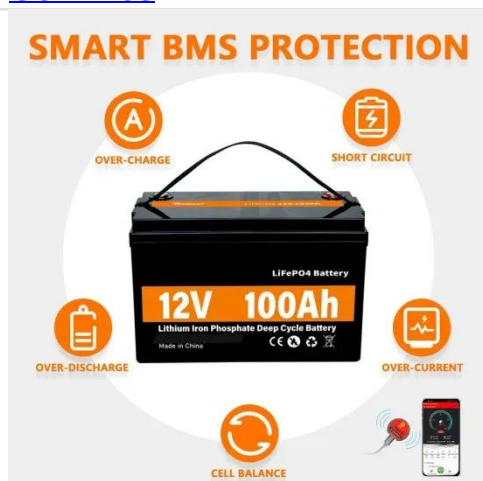 SMART BMS PROTECTION
OVER-CHARGE
SHORT CIRCUIT
LiFePO4 Battery
12V 100Ah
Lithium Iron Phosphate Deep Cycle Battery
Made in China
OVER-DISCHARGE
OVER-CURRENT
CELL BALANCE